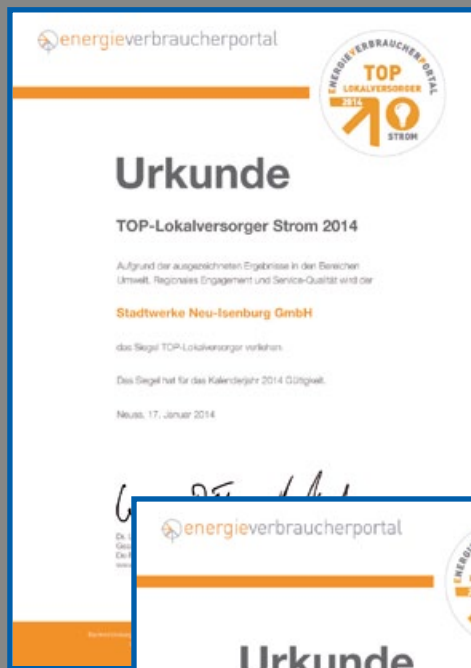 energieverbraucherportal
ENERGIEVERBRAUCHERPORTAL
TOP
LOKALVERSORGER
2014
STROM
Urkunde
TOP-Lokalversorger Strom 2014
Aufgrund der ausgezeichneten Ergebnisse in den Bereichen
Umwelt, Regionales Engagement und Service-Qualität wird der
Stadtwerke Neu-Isenburg GmbH
das Siegel TOP-Lokalversorger verliehen.
Das Siegel hat für das Kalenderjahr 2014 Gültigkeit.
Neuss, 17. Januar 2014
energieverbraucherportal
Urkunde